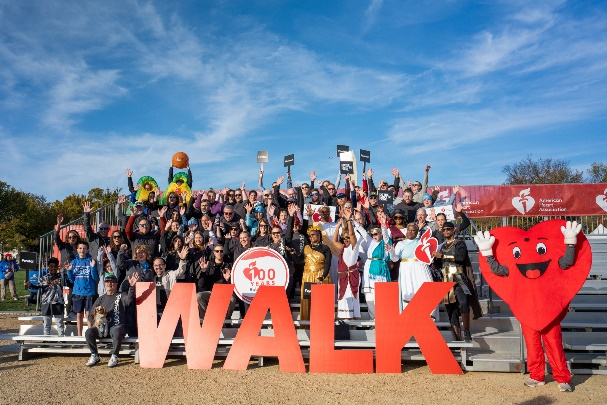 American
Heart
Association
100
YEARS
WALK